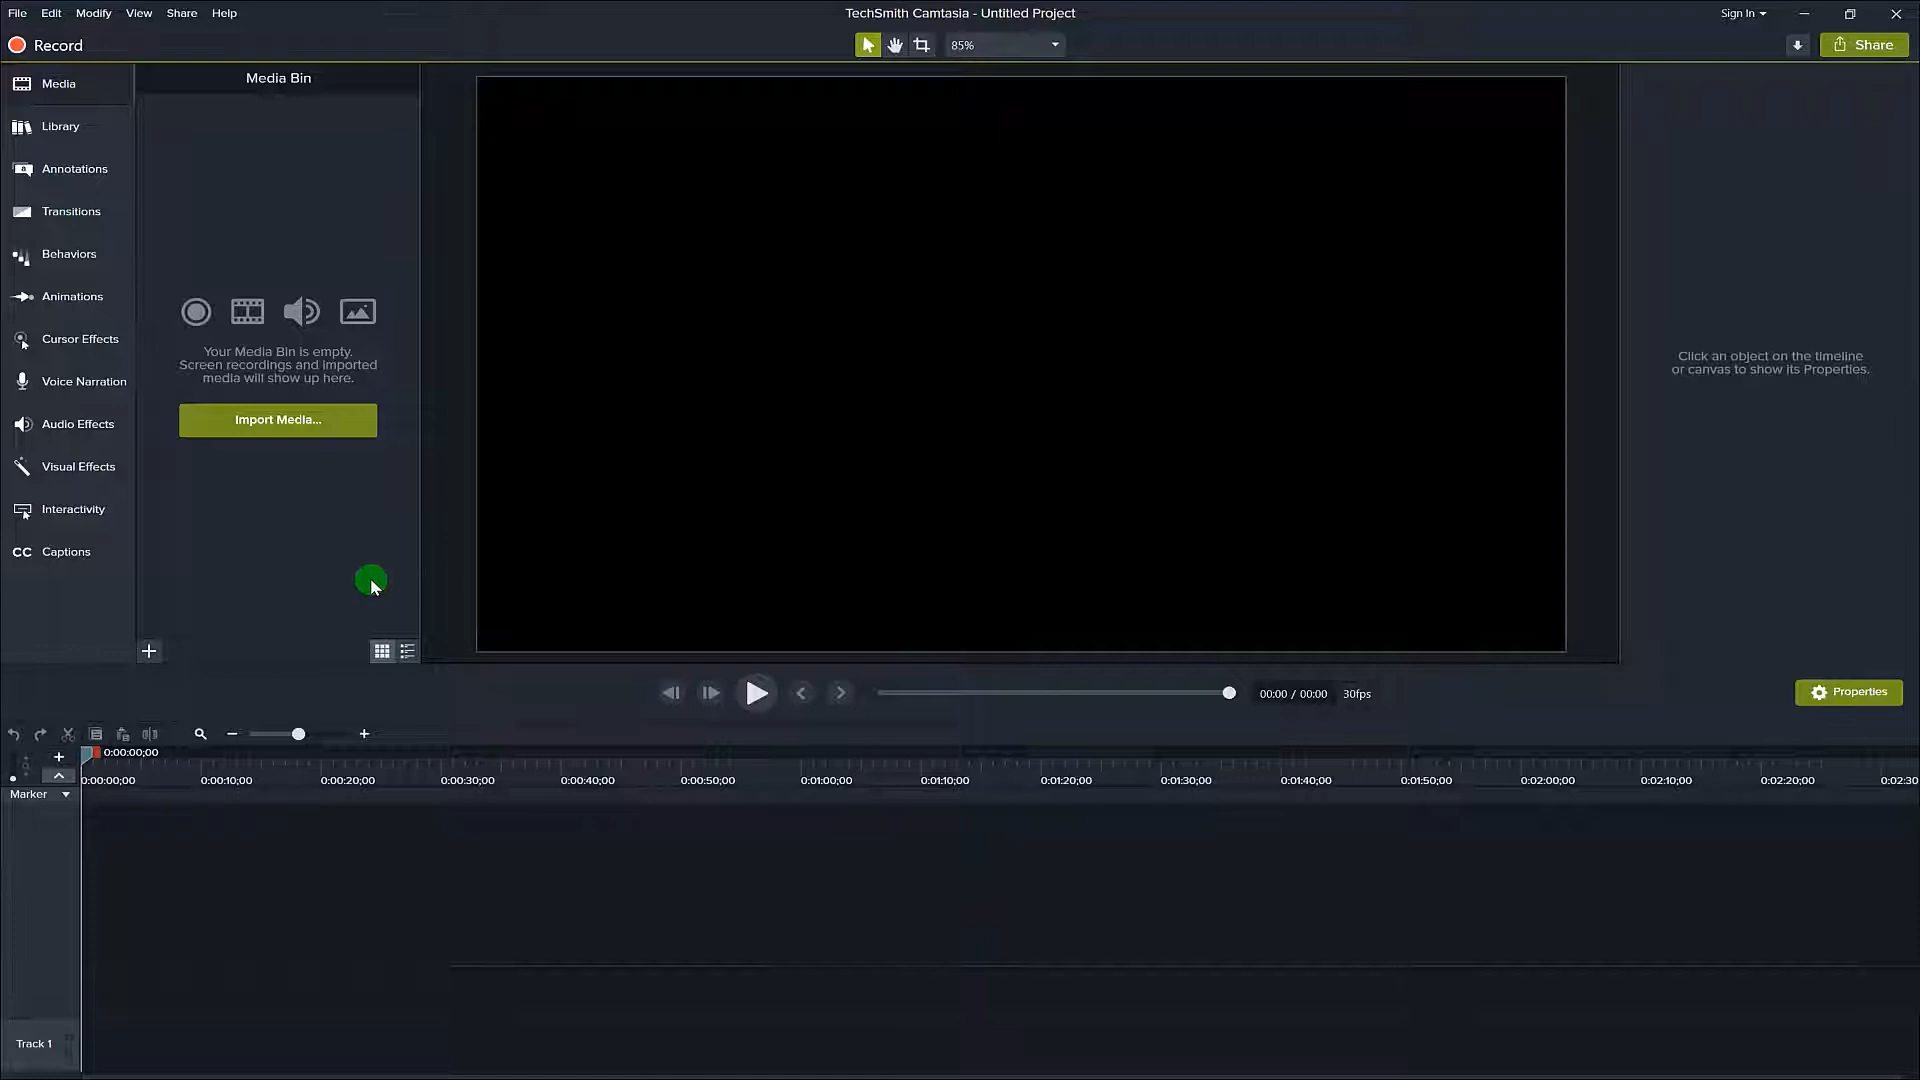 File Edit Modify View Share Help
TechSmith Camtasia - Untitled Project
Sign In
Record
85%
Share
Media
Library
Annotations
Transitions
Behaviors
Animations
Cursor Effects
Voice Narration
Audio Effects
Visual Effects
Interactivity
CC Captions
Media Bin
Your Media Bin is empty.
Screen recordings and imported
media will show up here.
Import Media...
Click an object on the timeline
or canvas to show its Properties.
00:00 / 00:00 30fps
Properties
0:00:00;00
0:00:00;00 0:00:10;00 0:00:20;00 0:00:30;00 0:00:40;00 0:00:50;00 0:01:00;00 0:01:10;00 0:01:20;00 0:01:30;00 0:01:40;00 0:01:50;00 0:02:00;00 0:02:10;00 0:02:20;00 0:02:30
Marker
Track 1